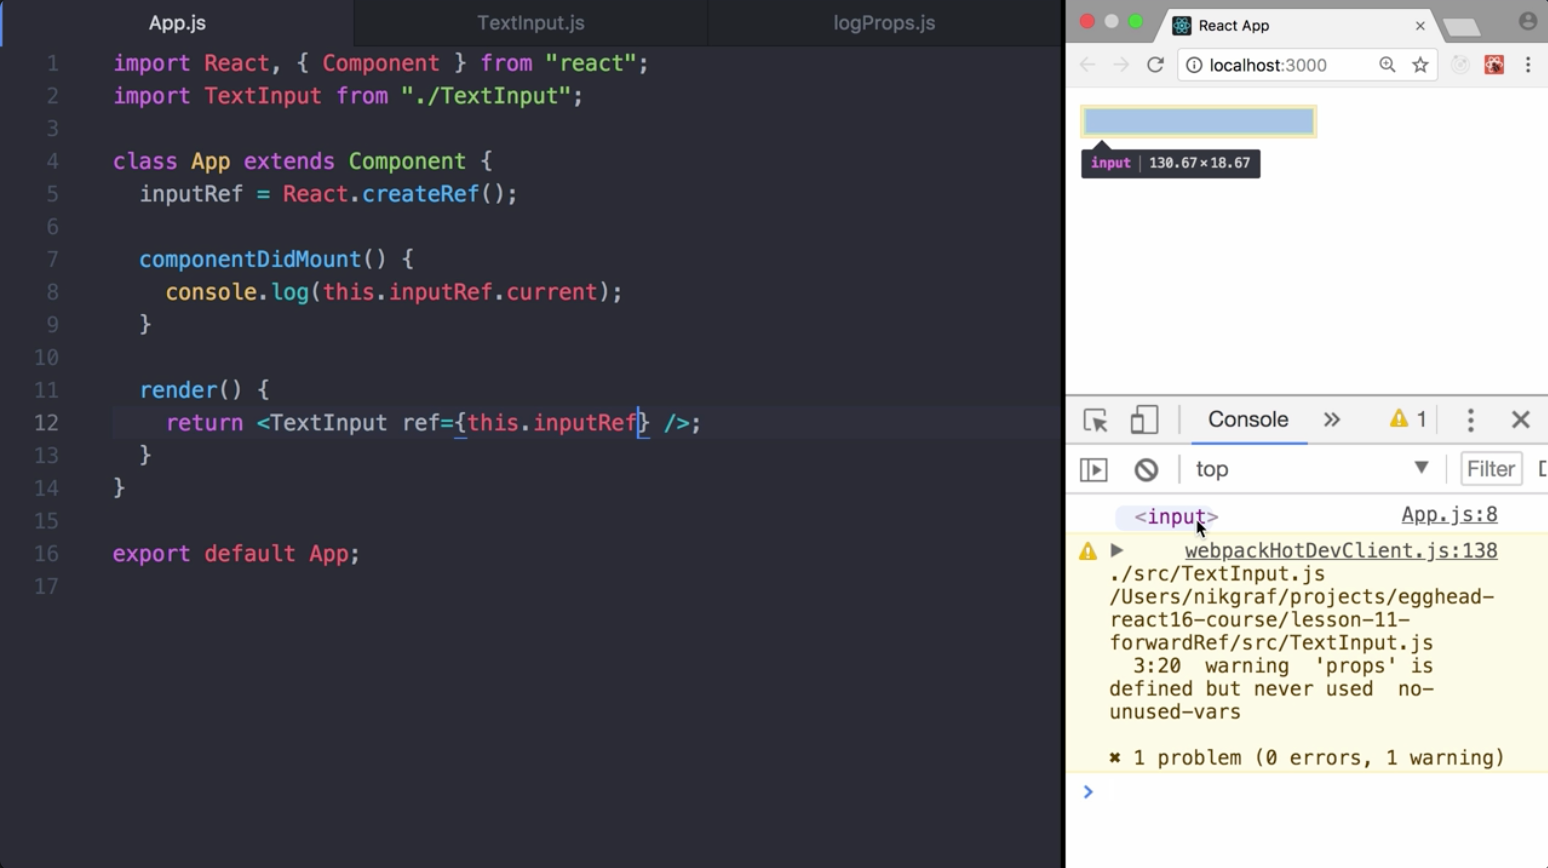 App.js
TextInput.js
logProps.js
1 import React, { Component } from "react";
2 import TextInput from "./TextInput";
3
4 class App extends Component {
5 inputRef = React.createRef();
6
7 componentDidMount() {
8 console.log(this.inputRef.current);
9 }
10
11 render() {
12 return <TextInput ref={this.inputRef} />;
13 }
14 }
15
16 export default App;
17
React App
localhost:3000
input | 130.67×18.67
Console » 1
top Filter
<input> App.js:8
webpackHotDevClient.js:138
./src/TextInput.js
/Users/nikgraf/projects/egghead-
react16-course/lesson-11-
forwardRef/src/TextInput.js
3:20 warning 'props' is
defined but never used no-
unused-vars
✖ 1 problem (0 errors, 1 warning)